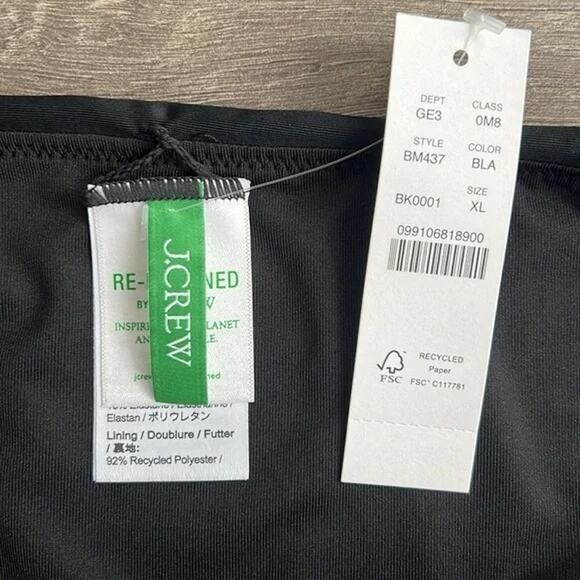 DEPT CLASS
GE3 0M8
STYLE COLOR
BM437 BLA
SIZE
BK0001 XL
099106818900
FSC
RECYCLED
Paper
FSC™ C117781
J.CREW
RE- NED
BY W
LANET
AN E.
jcrew ned
Elastan / ポリウレタン
Lining / Doublure / Futter
/ 裏地:
92% Recycled Polyester /